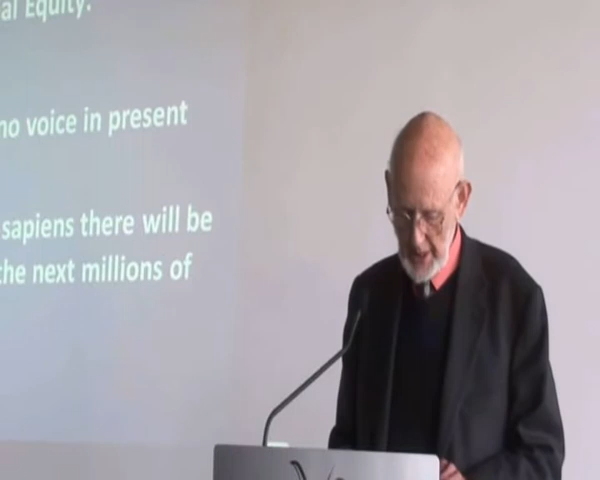 al Equity.
no voice in present
sapiens there will be
the next millions of